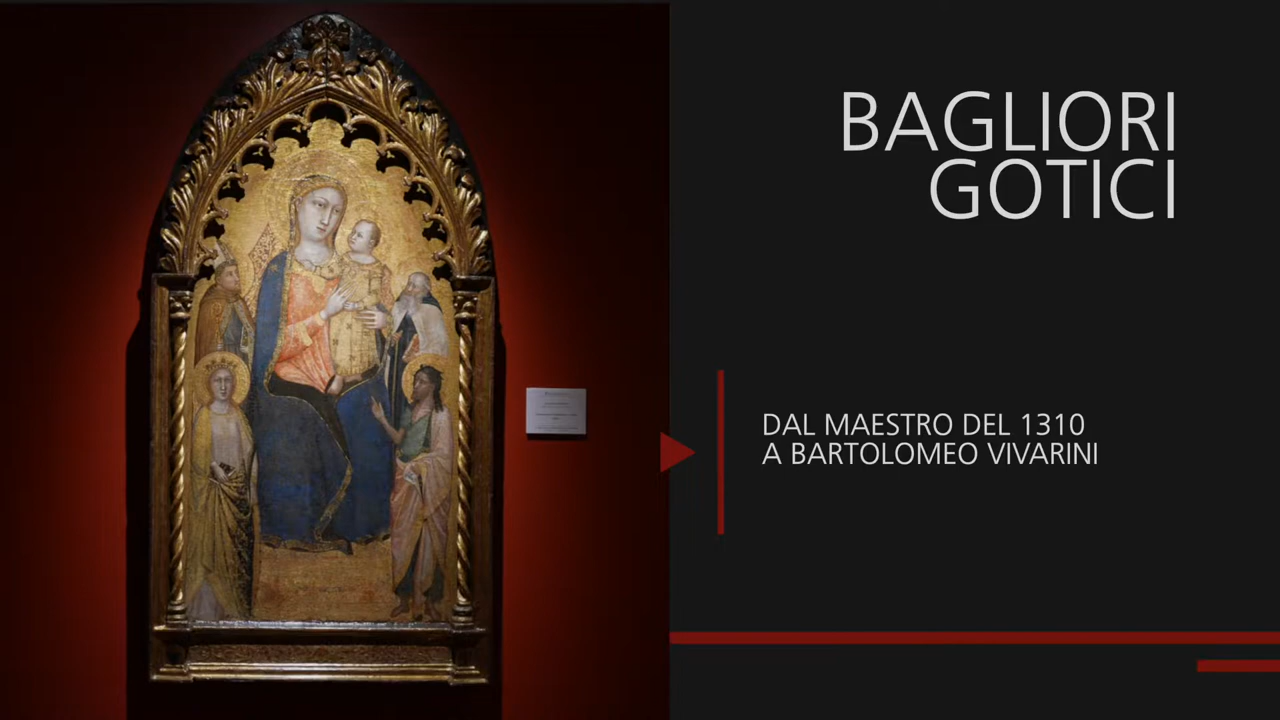 BAGLIORI
GOTICI
DAL MAESTRO DEL 1310
A BARTOLOMEO VIVARINI